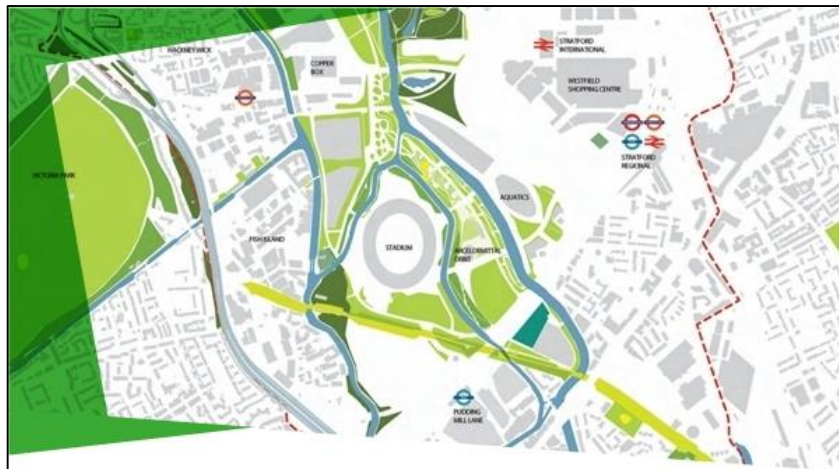 HACKNEY WICK
COPPER
BOX
STRATFORD
INTERNATIONAL
WESTFIELD
SHOPPING CENTRE
STRATFORD
REGIONAL
VICTORIA PARK
AQUATICS
FISH ISLAND
STADIUM
ARCELORMITTAL
ORBIT
PUDDING
MILL LANE